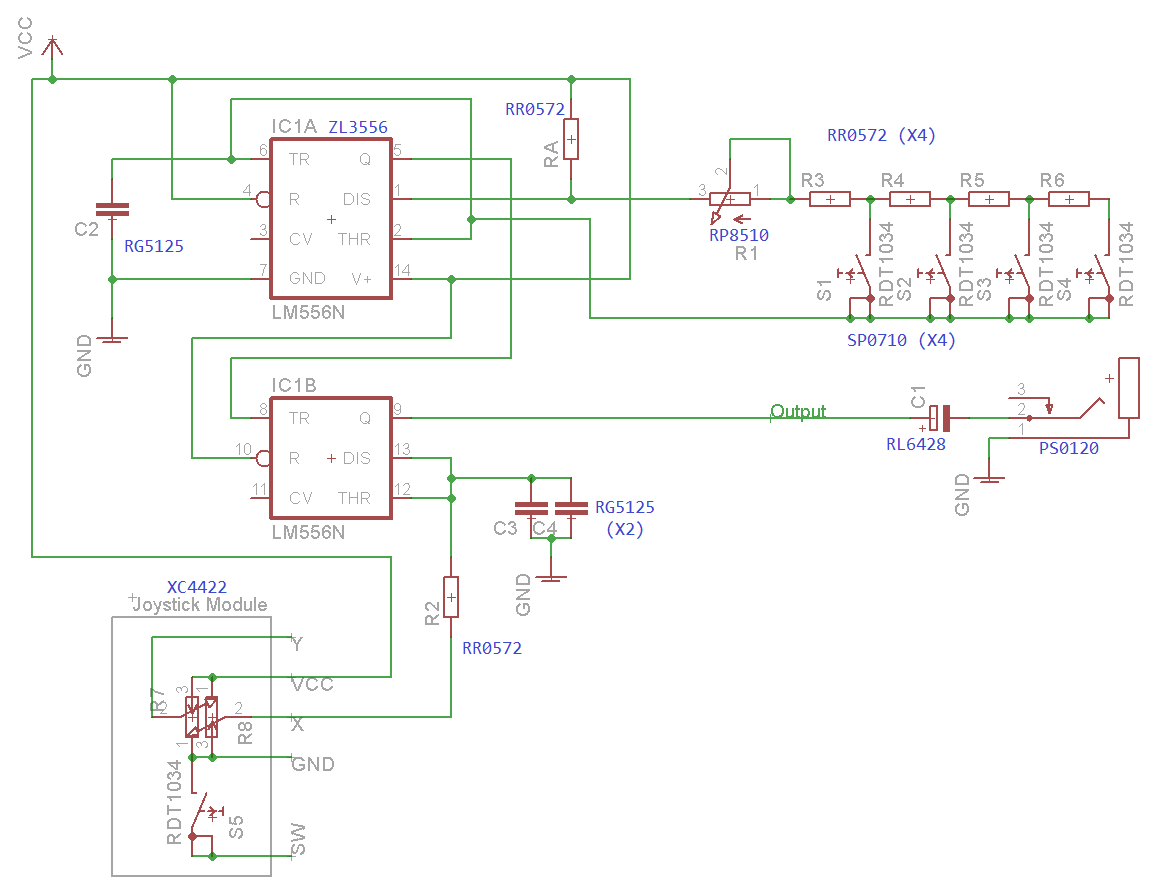 VCC
IC1A ZL3556
6 TR Q 5
4 R DIS 1
3 CV THR 2
7 GND V+ 14
LM556N
C2
RG5125
GND
RR0572
RA
RR0572 (X4)
2
3 1
RP8510
R1
R3 R4 R5 R6
S1 RDT1034
S2 RDT1034
S3 RDT1034
S4 RDT1034
SP0710 (X4)
IC1B
8 TR Q 9
10 R DIS 13
11 CV THR 12
LM556N
Output
C1
+
RL6428
3
2
1
PS0120
GND
C3 C4
RG5125
(X2)
GND
R2
RR0572
XC4422
Joystick Module
Y
VCC
X
GND
SW
R7
3 1
2 2
1 3
R8
RDT1034
S5